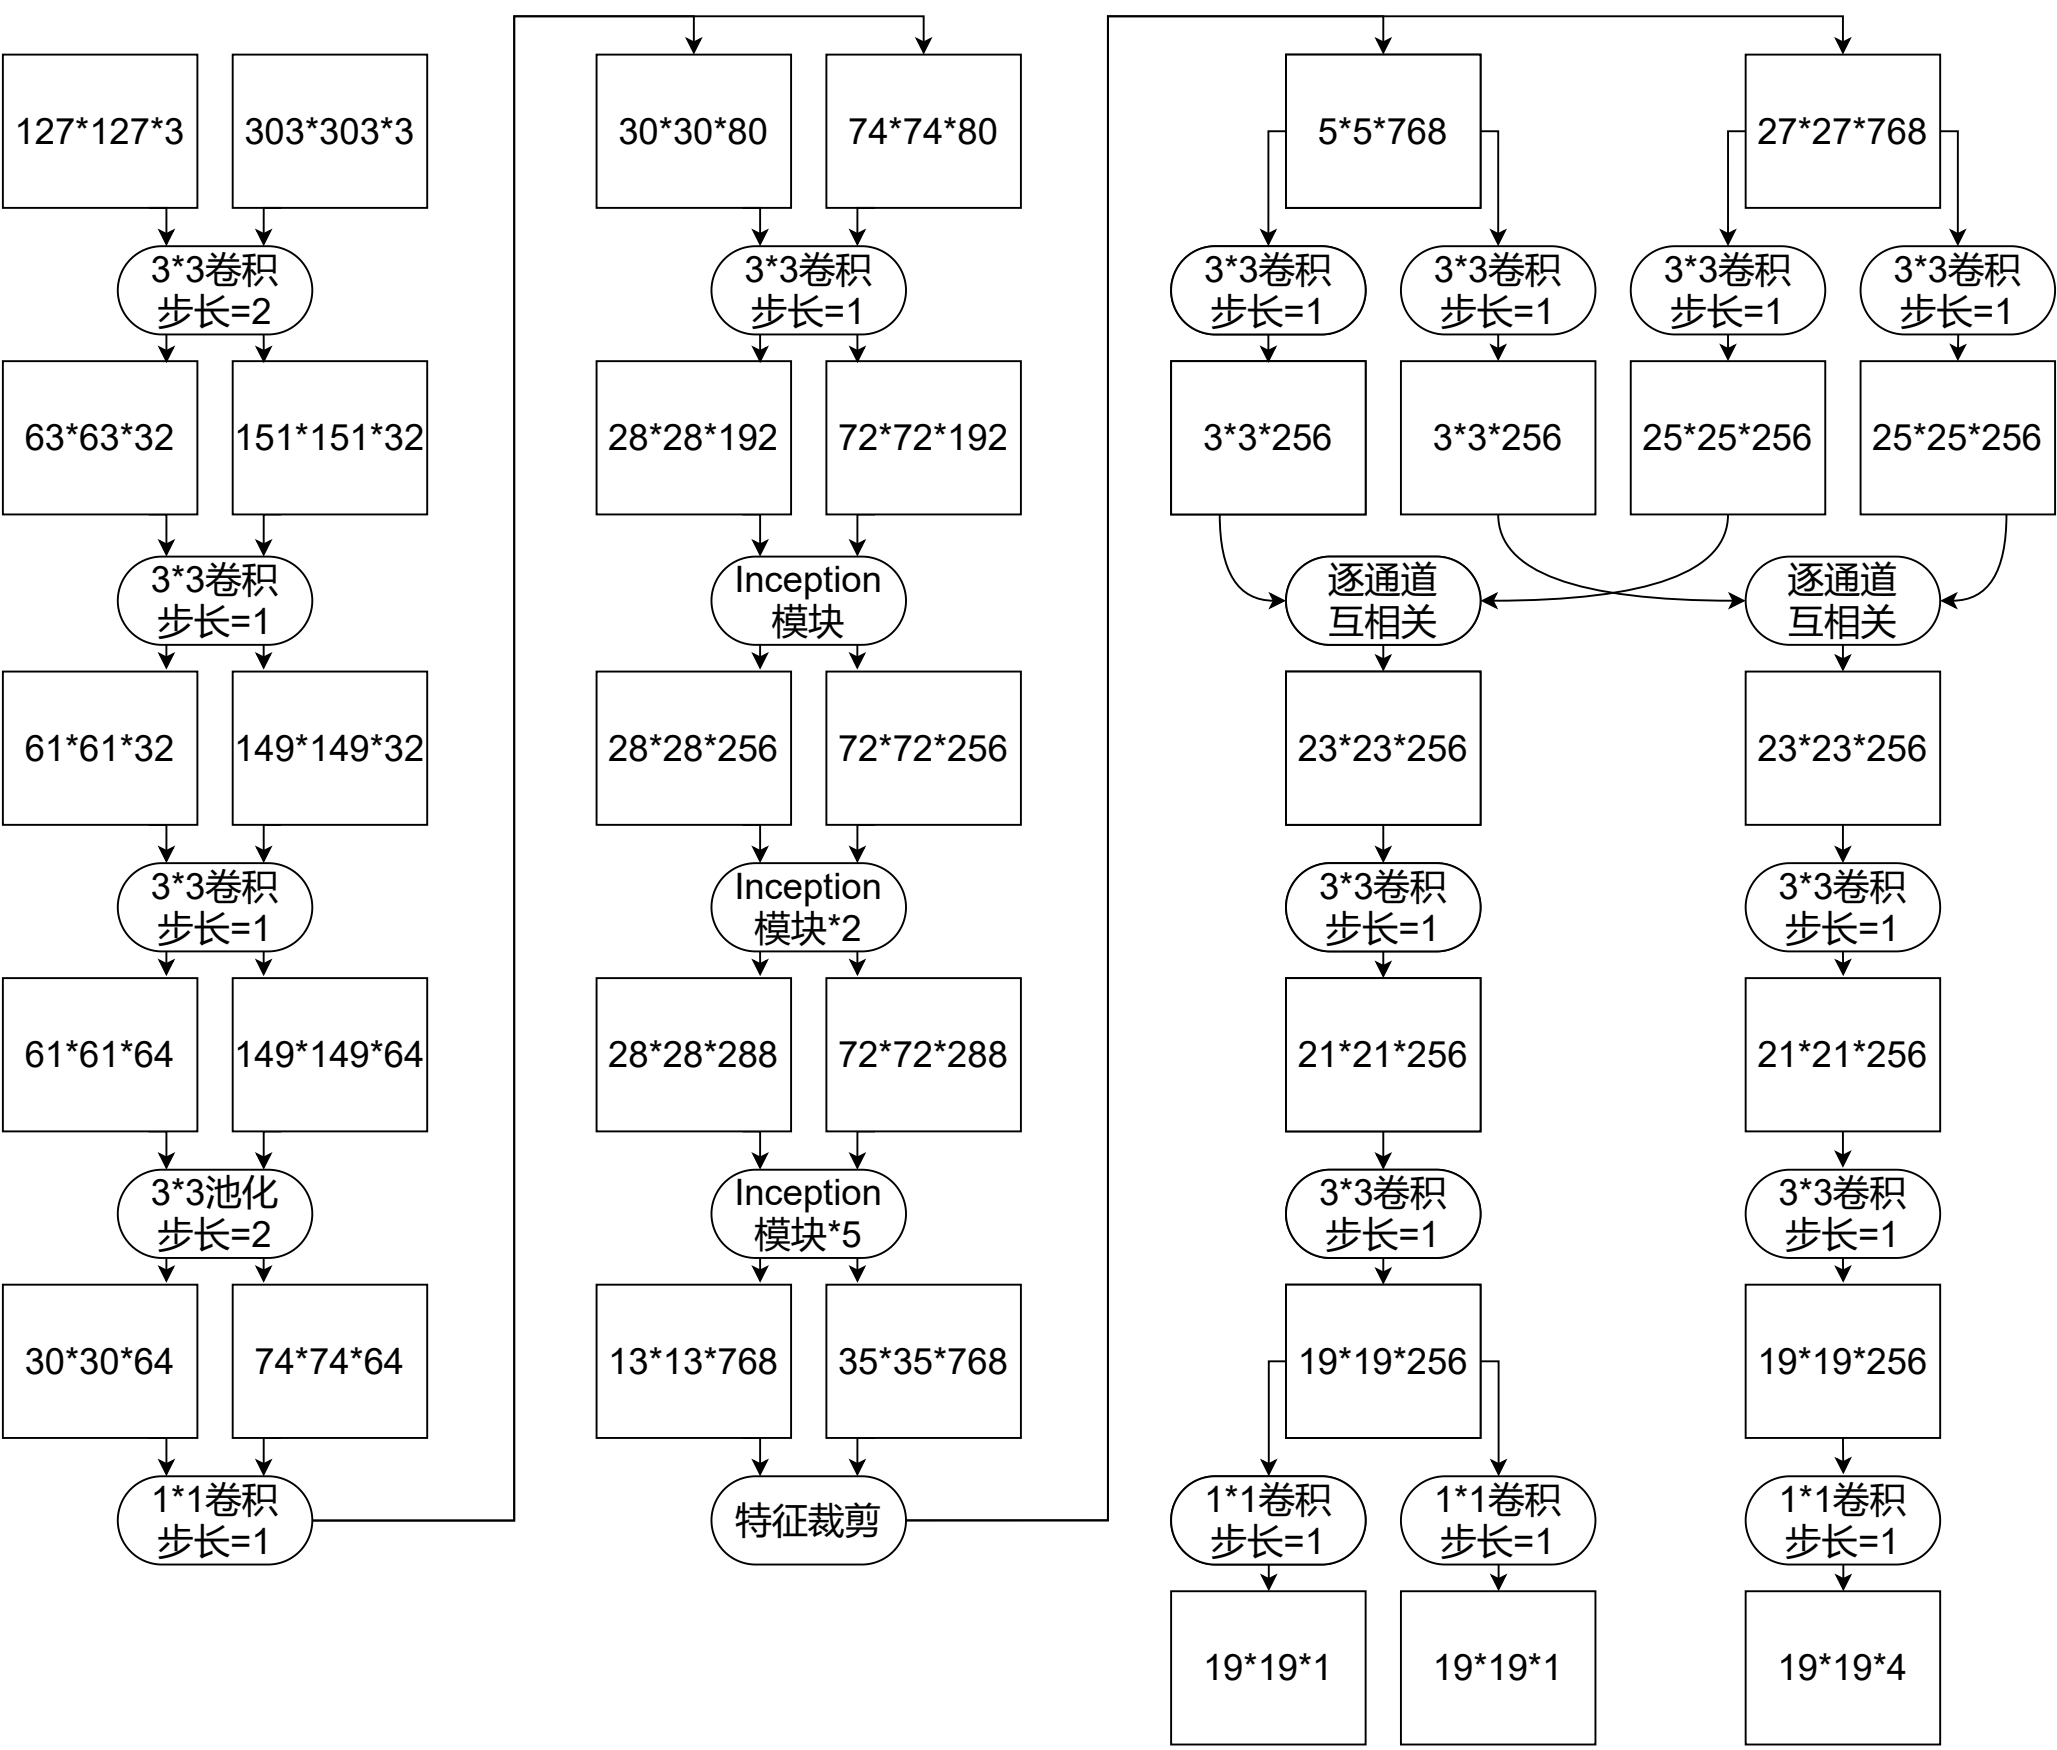 127*127*3
303*303*3
3*3卷积
步长=2
63*63*32
151*151*32
3*3卷积
步长=1
61*61*32
149*149*32
3*3卷积
步长=1
61*61*64
149*149*64
3*3池化
步长=2
30*30*64
74*74*64
1*1卷积
步长=1
30*30*80
74*74*80
3*3卷积
步长=1
28*28*192
72*72*192
Inception
模块
28*28*256
72*72*256
Inception
模块*2
28*28*288
72*72*288
Inception
模块*5
13*13*768
35*35*768
特征裁剪
5*5*768
27*27*768
3*3卷积
步长=1
3*3卷积
步长=1
3*3卷积
步长=1
3*3卷积
步长=1
3*3*256
3*3*256
25*25*256
25*25*256
逐通道
互相关
逐通道
互相关
23*23*256
23*23*256
3*3卷积
步长=1
3*3卷积
步长=1
21*21*256
21*21*256
3*3卷积
步长=1
3*3卷积
步长=1
19*19*256
19*19*256
1*1卷积
步长=1
1*1卷积
步长=1
1*1卷积
步长=1
19*19*1
19*19*1
19*19*4